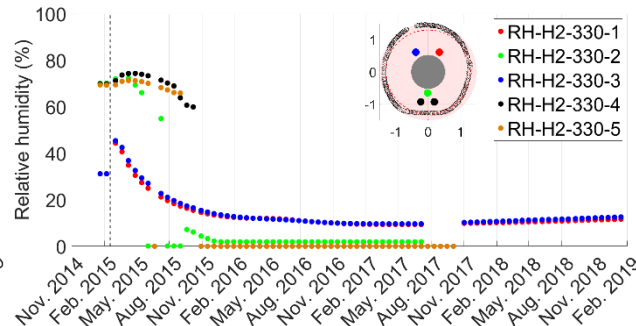 100
80
60
40
20
0
Relative humidity (%)
Nov. 2014
Feb. 2015
May. 2015
Aug. 2015
Nov. 2015
Feb. 2016
May. 2016
Aug. 2016
Nov. 2016
Feb. 2017
May. 2017
Aug. 2017
Nov. 2017
Feb. 2018
May. 2018
Aug. 2018
Nov. 2018
Feb. 2019
1
0
-1
-1 0 1
RH-H2-330-1
RH-H2-330-2
RH-H2-330-3
RH-H2-330-4
RH-H2-330-5